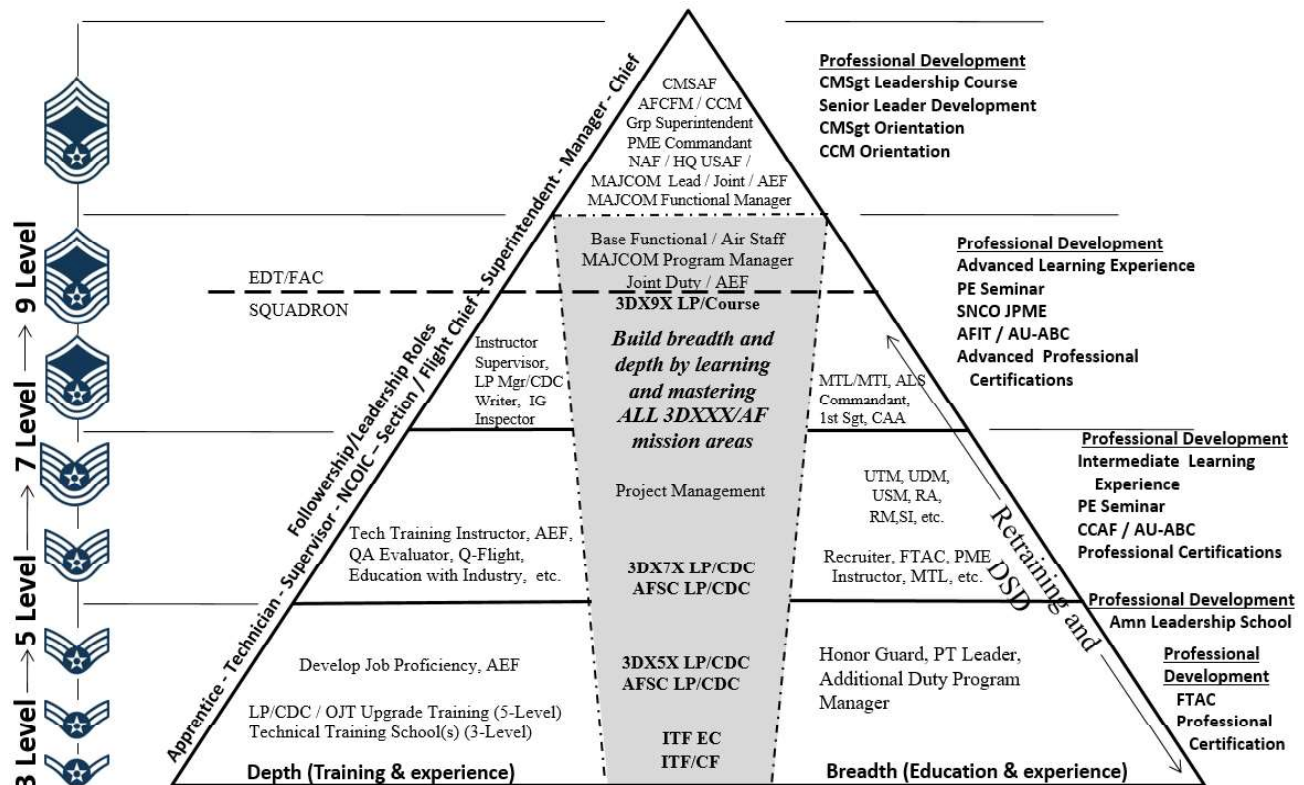 Professional Development
CMSgt Leadership Course
Senior Leader Development
CMSgt Orientation
CCM Orientation
CMSAF
AFCFM / CCM
Grp Superintendent
PME Commandant
NAF / HQ USAF /
MAJCOM Lead / Joint / AEF
MAJCOM Functional Manager
Base Functional / Air Staff
MAJCOM Program Manager
Joint Duty / AEF
3DX9X LP/Course
Build breadth and
depth by learning
and mastering
ALL 3DXXX/AF
mission areas
Project Management
3DX7X LP/CDC
AFSC LP/CDC
3DX5X LP/CDC
AFSC LP/CDC
ITF EC
ITF/CF
EDT/FAC
SQUADRON
Instructor
Supervisor,
LP Mgr/CDC
Writer, IG
Inspector
MTL/MTI, ALS
Commandant,
1st Sgt, CAA
Professional Development
Advanced Learning Experience
PE Seminar
SNCO JPME
AFIT / AU-ABC
Advanced Professional
Certifications
Tech Training Instructor, AEF,
QA Evaluator, Q-Flight,
Education with Industry, etc.
UTM, UDM,
USM, RA,
RM,SI, etc.
Recruiter, FTAC, PME
Instructor, MTL, etc.
Professional Development
Intermediate Learning
Experience
PE Seminar
CCAF / AU-ABC
Professional Certifications
Professional Development
Amn Leadership School
Develop Job Proficiency, AEF
LP/CDC / OJT Upgrade Training (5-Level)
Technical Training School(s) (3-Level)
Honor Guard, PT Leader,
Additional Duty Program
Manager
Professional
Development
FTAC
Professional
Certification
Depth (Training & experience)
Breadth (Education & experience)
Retraining and
DSD
Followership/Leadership Roles
Apprentice - Technician - Supervisor - NCOIC – Section / Flight Chief – Superintendent - Manager - Chief
3 Level → 5 Level → 7 Level → 9 Level